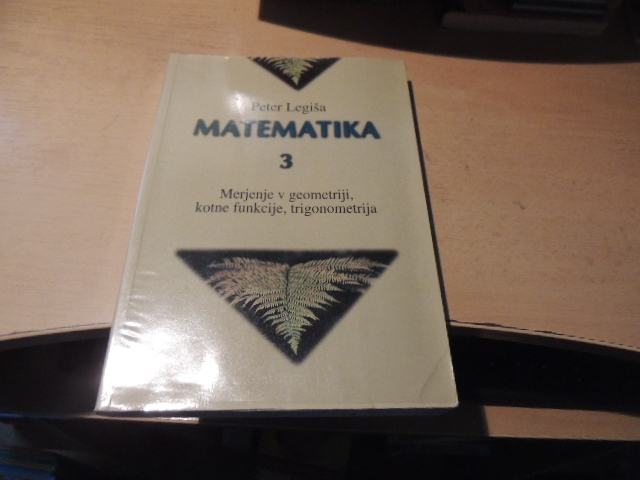 Peter Legiša
MATEMATIKA
3
Merjenje v geometriji,
kotne funkcije, trigonometrija